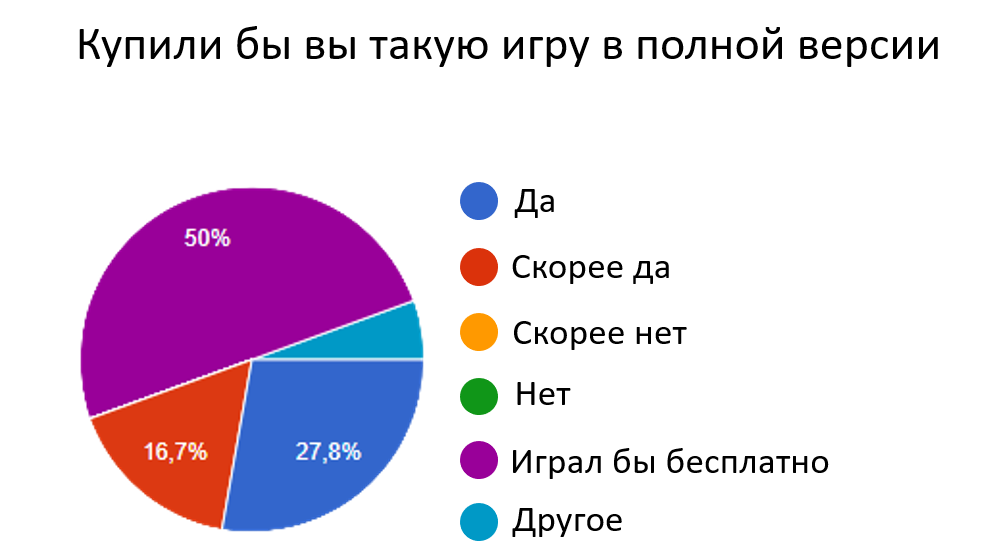 Купили бы вы такую игру в полной версии
50%
16,7%
27,8%
Да
Скорее да
Скорее нет
Нет
Играл бы бесплатно
Другое